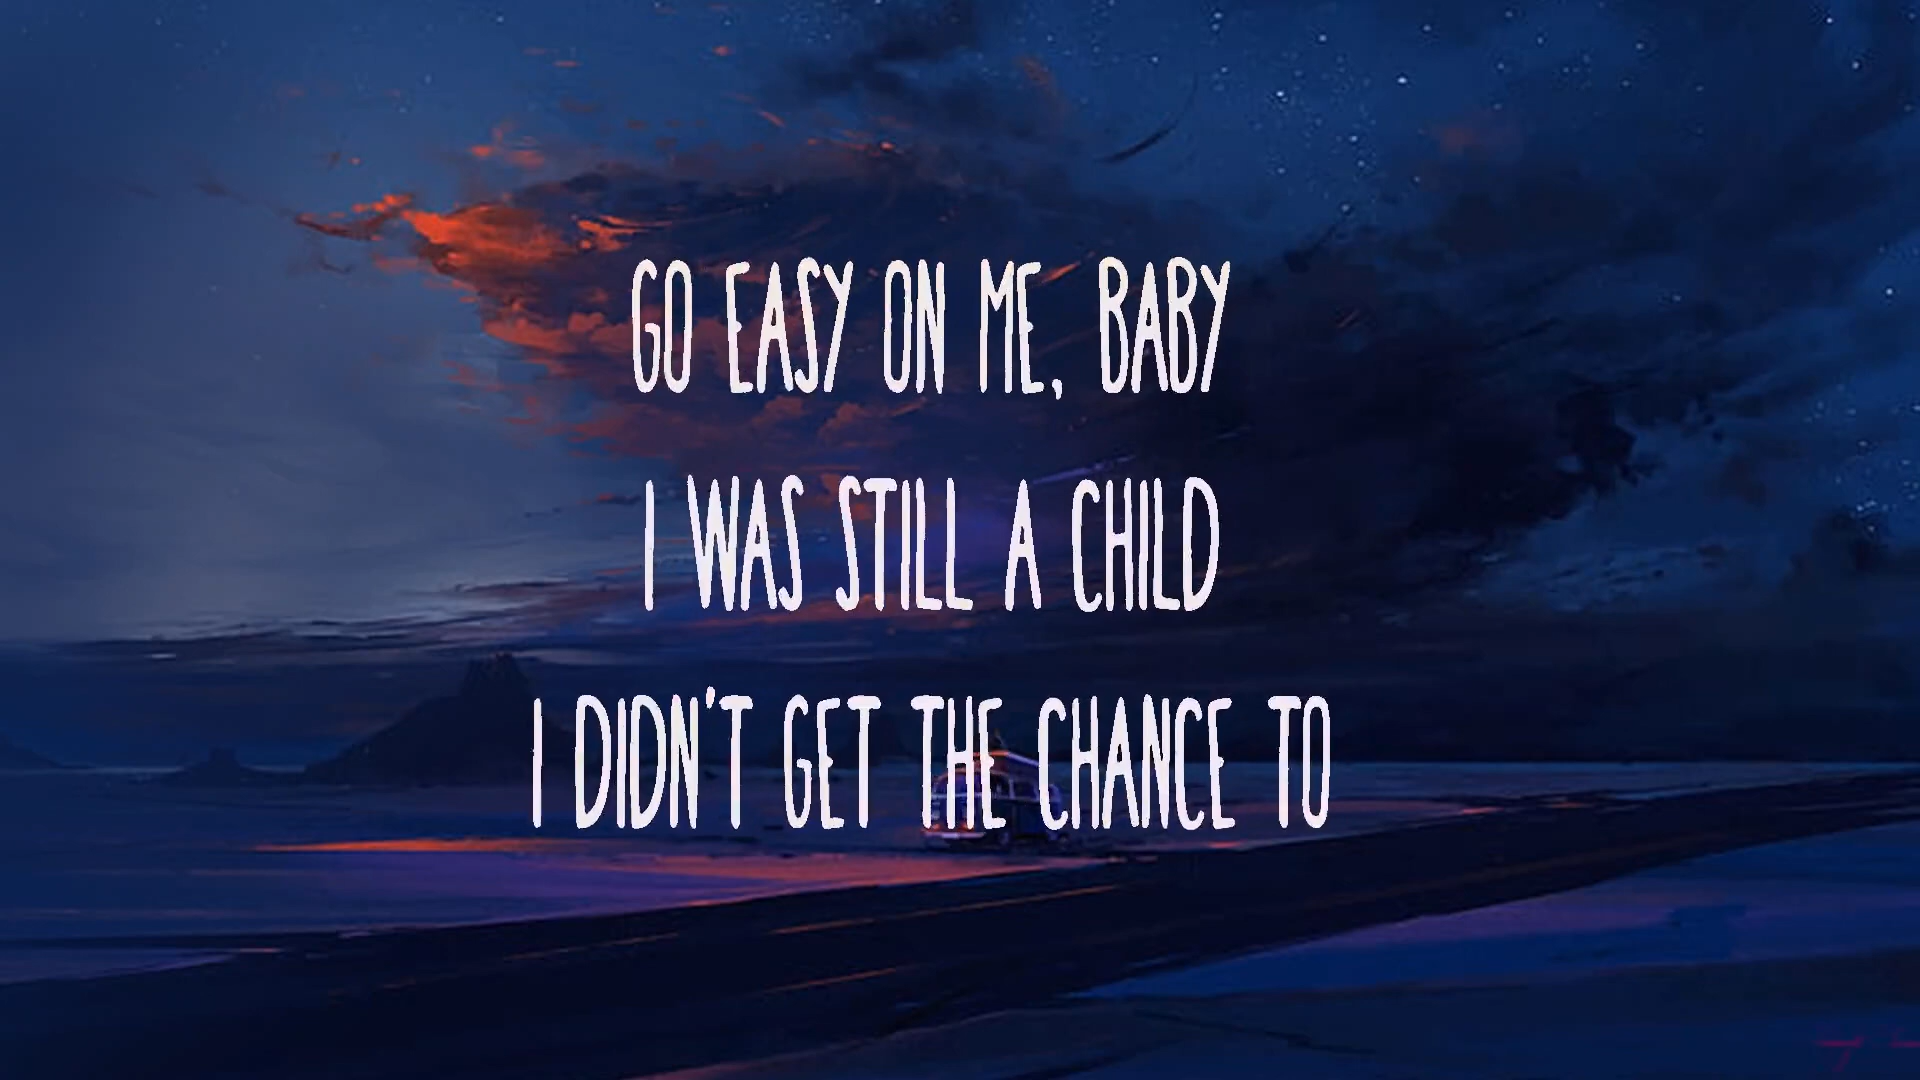 GO EASY ON ME, BABY
I WAS STILL A CHILD
I DIDN'T GET THE CHANCE TO